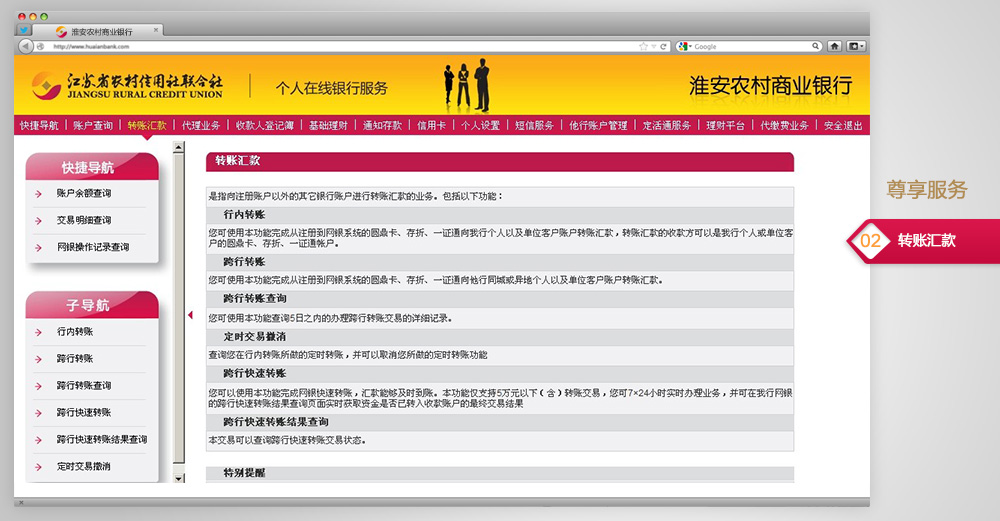 淮安农村商业银行
http://www.huaianbank.com
Google
江苏省农村信用社联合社
JIANGSU RURAL CREDIT UNION
个人在线银行服务
淮安农村商业银行
快捷导航 账户查询 转账汇款 代理业务 收款人登记簿 基础理财 通知存款 信用卡 个人设置 短信服务 他行账户管理 定活通服务 理财平台 代缴费业务 安全退出
快捷导航
账户余额查询
交易明细查询
网银操作记录查询
子导航
行内转账
跨行转账
跨行转账查询
跨行快速转账
跨行快速转账结果查询
定时交易撤消
转账汇款
是指向注册账户以外的其它银行账户进行转账汇款的业务。包括以下功能：
行内转账
您可使用本功能完成从注册到网银系统的圆鼎卡、存折、一证通向我行个人以及单位客户账户转账汇款，转账汇款的收款方可以是我行个人或单位客
户的圆鼎卡、存折、一证通帐户。
跨行转账
您可使用本功能完成从注册到网银系统的圆鼎卡、存折、一证通向他行同城或异地个人以及单位客户账户转账汇款。
跨行转账查询
您可使用本功能查询5日之内的办理跨行转账交易的详细记录。
定时交易撤消
查询您在行内转账所做的定时转账，并可以取消您所做的定时转账功能
跨行快速转账
您可以使用本功能完成网银快速转账，汇款能够及时到账。本功能仅支持5万元以下（含）转账交易，您可7×24小时实时办理业务，并可在我行网银
的跨行快速转账结果查询页面实时获取资金是否已转入收款账户的最终交易结果
跨行快速转账结果查询
本交易可以查询跨行快速转账交易状态。
特别提醒
尊享服务
02 转账汇款